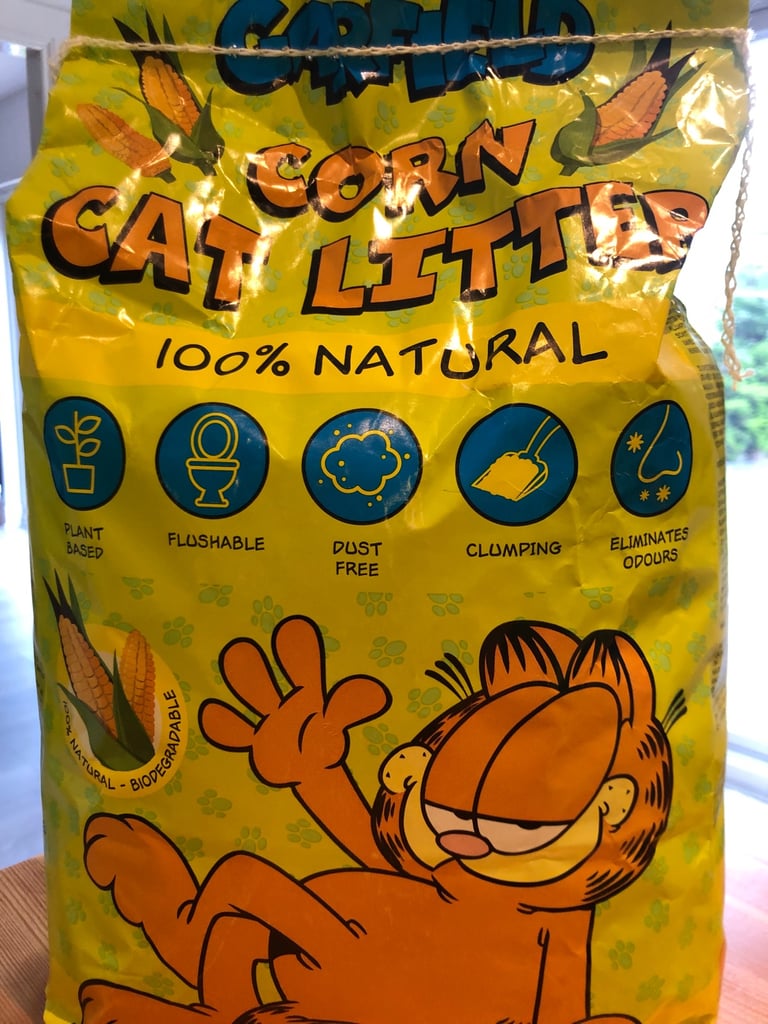 GARFIELD
CORN
CAT LITTER
100% NATURAL
PLANT
BASED
FLUSHABLE
DUST
FREE
CLUMPING
ELIMINATES
ODOURS
100% NATURAL - BIODEGRADABLE